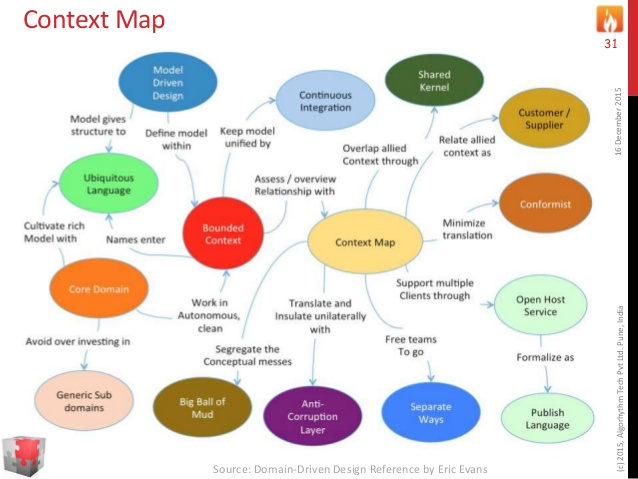 Context Map
31
16 December 2015
(c) 2015, Algorhythm Tech Pvt Ltd. Pune, India
Model
Driven
Design
Continuous
Integration
Shared
Kernel
Customer /
Supplier
Model gives
structure to
Define model
within
Keep model
unified by
Overlap allied
Context through
Relate allied
context as
Ubiquitous
Language
Assess / overview
Relationship with
Conformist
Cultivate rich
Model with
Names enter
Bounded
Context
Context Map
Minimize
translation
Core Domain
Work in
Autonomous,
clean
Translate and
Insulate unilaterally
with
Support multiple
Clients through
Open Host
Service
Avoid over investing in
Segregate the
Conceptual messes
Free teams
To go
Formalize as
Generic Sub
domains
Big Ball of
Mud
Anti-
Corruption
Layer
Separate
Ways
Publish
Language
Source: Domain-Driven Design Reference by Eric Evans